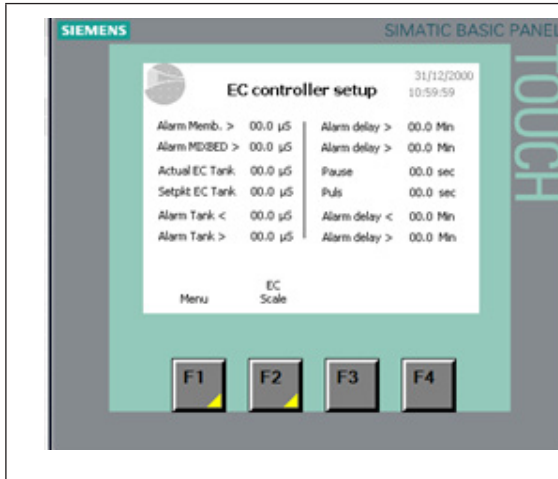 SIEMENS
SIMATIC BASIC PANEL
TOUCH
31/12/2000
EC controller setup
10:59:59
Alarm Memb. > 00.0 µS Alarm delay > 00.0 Min
Alarm MIXBED > 00.0 µS Alarm delay > 00.0 Min
Actual EC Tank 00.0 µS Pause 00.0 sec
Setpkt EC Tank 00.0 µS Puls 00.0 sec
Alarm Tank < 00.0 µS Alarm delay < 00.0 Min
Alarm Tank > 00.0 µS Alarm delay > 00.0 Min
EC
Menu Scale
F1 F2 F3 F4